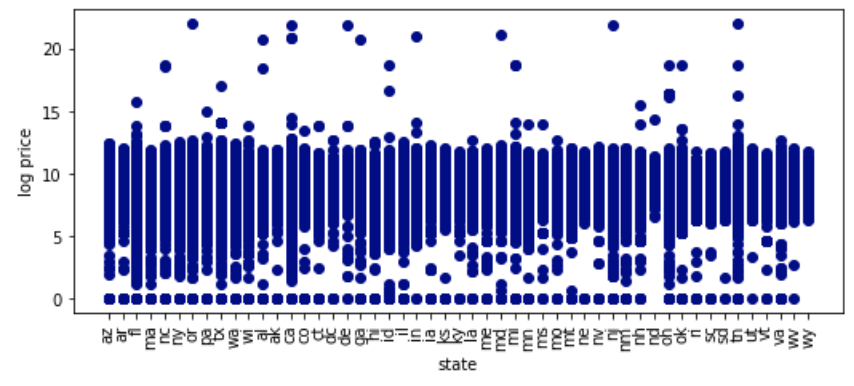 20
15
10
5
0
log price
az ar fl ma nc ny or pa tx wa wi al ak ca co ct dc de ga hi id il in ia ks ky la me md mi mn ms mo mt ne nv nj nm nh nd oh ok ri sc sd tn ut vt va wv wy
state